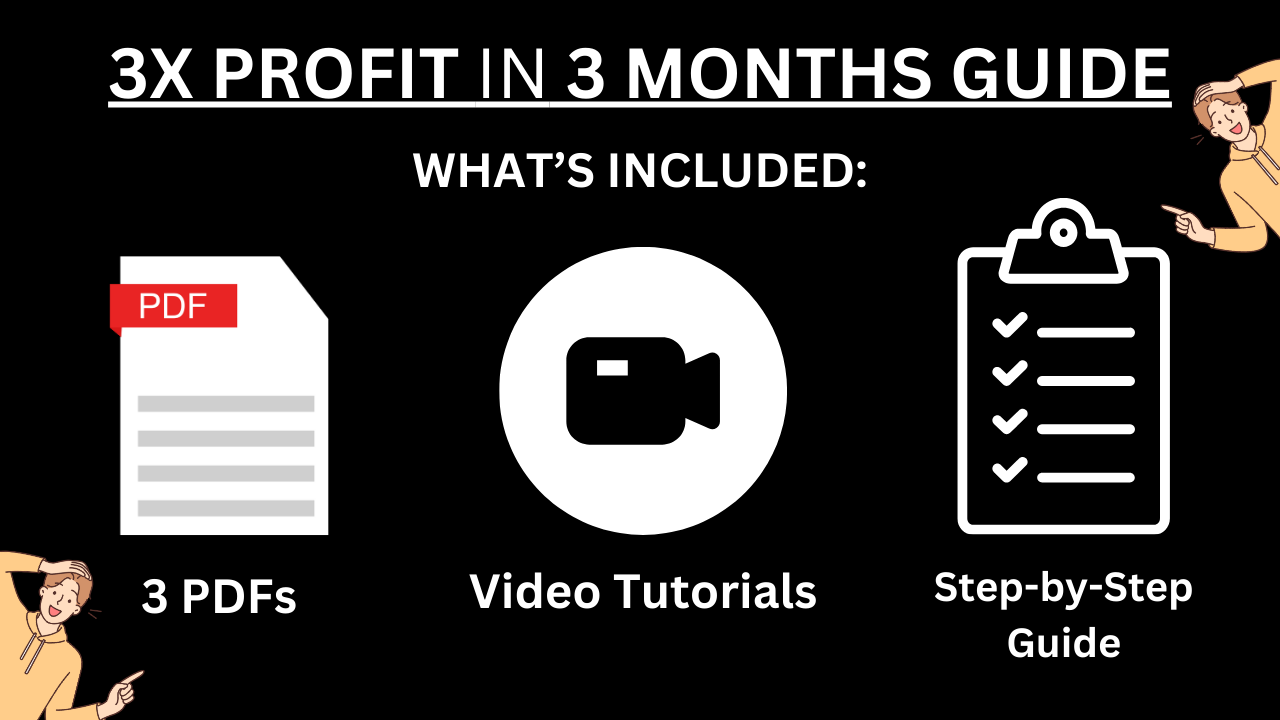 3X PROFIT IN 3 MONTHS GUIDE
WHAT’S INCLUDED:
PDF
3 PDFs
Video Tutorials
Step-by-Step
Guide